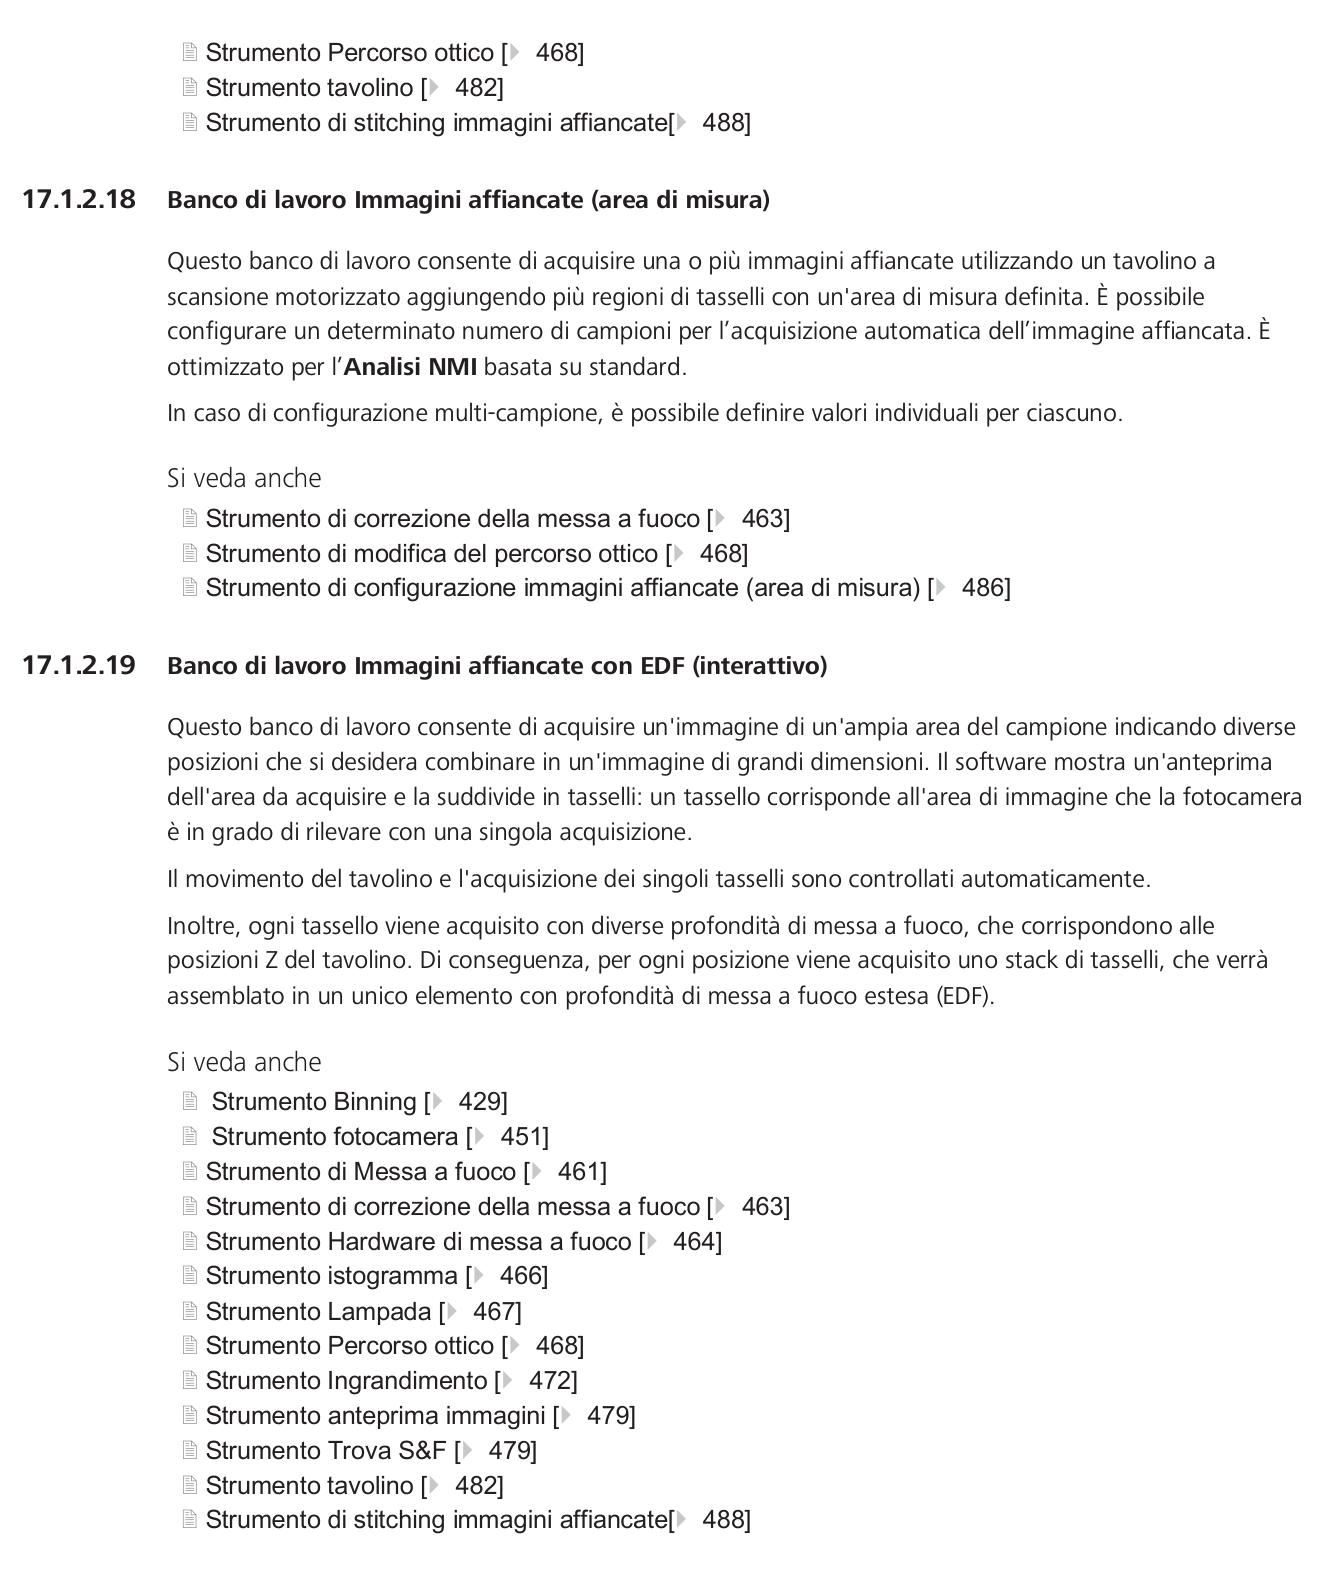 Strumento Percorso ottico [ 468]
Strumento tavolino [ 482]
Strumento di stitching immagini affiancate[ 488]
17.1.2.18 Banco di lavoro Immagini affiancate (area di misura)
Questo banco di lavoro consente di acquisire una o più immagini affiancate utilizzando un tavolino a
scansione motorizzato aggiungendo più regioni di tasselli con un'area di misura definita. È possibile
configurare un determinato numero di campioni per l’acquisizione automatica dell’immagine affiancata. È
ottimizzato per l’Analisi NMI basata su standard.
In caso di configurazione multi-campione, è possibile definire valori individuali per ciascuno.
Si veda anche
Strumento di correzione della messa a fuoco [ 463]
Strumento di modifica del percorso ottico [ 468]
Strumento di configurazione immagini affiancate (area di misura) [ 486]
17.1.2.19 Banco di lavoro Immagini affiancate con EDF (interattivo)
Questo banco di lavoro consente di acquisire un'immagine di un'ampia area del campione indicando diverse
posizioni che si desidera combinare in un'immagine di grandi dimensioni. Il software mostra un'anteprima
dell'area da acquisire e la suddivide in tasselli: un tassello corrisponde all'area di immagine che la fotocamera
è in grado di rilevare con una singola acquisizione.
Il movimento del tavolino e l'acquisizione dei singoli tasselli sono controllati automaticamente.
Inoltre, ogni tassello viene acquisito con diverse profondità di messa a fuoco, che corrispondono alle
posizioni Z del tavolino. Di conseguenza, per ogni posizione viene acquisito uno stack di tasselli, che verrà
assemblato in un unico elemento con profondità di messa a fuoco estesa (EDF).
Si veda anche
Strumento Binning [ 429]
Strumento fotocamera [ 451]
Strumento di Messa a fuoco [ 461]
Strumento di correzione della messa a fuoco [ 463]
Strumento Hardware di messa a fuoco [ 464]
Strumento istogramma [ 466]
Strumento Lampada [ 467]
Strumento Percorso ottico [ 468]
Strumento Ingrandimento [ 472]
Strumento anteprima immagini [ 479]
Strumento Trova S&F [ 479]
Strumento tavolino [ 482]
Strumento di stitching immagini affiancate[ 488]